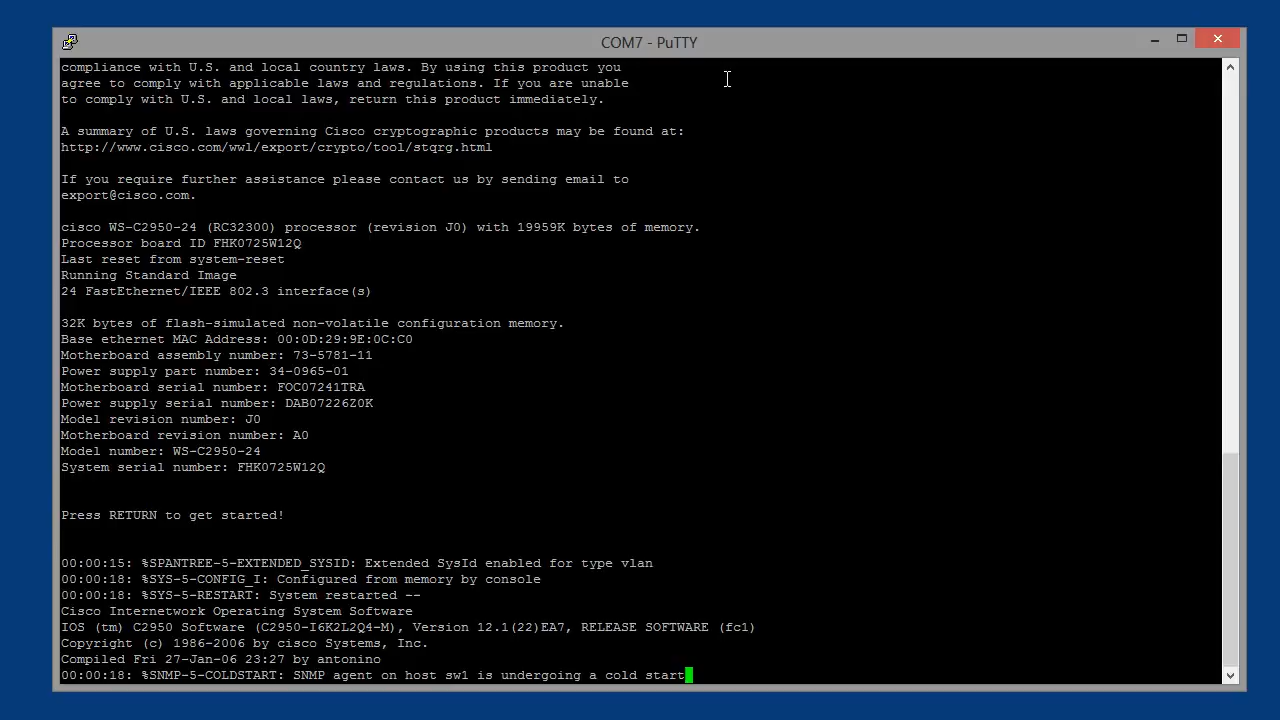 COM7 - PuTTY
compliance with U.S. and local country laws. By using this product you
agree to comply with applicable laws and regulations. If you are unable
to comply with U.S. and local laws, return this product immediately.
A summary of U.S. laws governing Cisco cryptographic products may be found at:
http://www.cisco.com/wwl/export/crypto/tool/stqrg.html
If you require further assistance please contact us by sending email to
export@cisco.com.
cisco WS-C2950-24 (RC32300) processor (revision J0) with 19959K bytes of memory.
Processor board ID FHK0725W12Q
Last reset from system-reset
Running Standard Image
24 FastEthernet/IEEE 802.3 interface(s)
32K bytes of flash-simulated non-volatile configuration memory.
Base ethernet MAC Address: 00:0D:29:9E:0C:C0
Motherboard assembly number: 73-5781-11
Power supply part number: 34-0965-01
Motherboard serial number: FOC07241TRA
Power supply serial number: DAB07226Z0K
Model revision number: J0
Motherboard revision number: A0
Model number: WS-C2950-24
System serial number: FHK0725W12Q
Press RETURN to get started!
00:00:15: %SPANTREE-5-EXTENDED_SYSID: Extended SysId enabled for type vlan
00:00:18: %SYS-5-CONFIG_I: Configured from memory by console
00:00:18: %SYS-5-RESTART: System restarted --
Cisco Internetwork Operating System Software
IOS (tm) C2950 Software (C2950-I6K2L2Q4-M), Version 12.1(22)EA7, RELEASE SOFTWARE (fc1)
Copyright (c) 1986-2006 by cisco Systems, Inc.
Compiled Fri 27-Jan-06 23:27 by antonino
00:00:18: %SNMP-5-COLDSTART: SNMP agent on host sw1 is undergoing a cold start